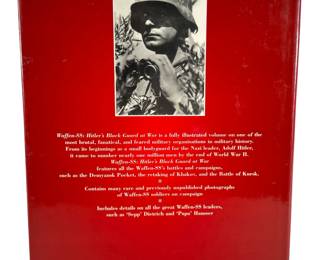 Waffen-SS: Hitler's Black Guard at War is a fully illustrated volume on one of the
most brutal, fanatical, and feared military organizations in military history.
From its beginnings as a small bodyguard for the Nazi leader, Adolf Hitler,
it came to number nearly one million men by the end of World War II.
Waffen-SS: Hitler's Black Guard at War
features all the Waffen-SS's battles and campaigns,
such as the Demyansk Pocket, the retaking of Kharkov, and the Battle of Kursk.
Contains many rare and previously unpublished photographs
of Waffen-SS soldiers on campaign
Includes details on all the great Waffen-SS leaders,
such as "Sepp" Dietrich and "Papa" Hausser